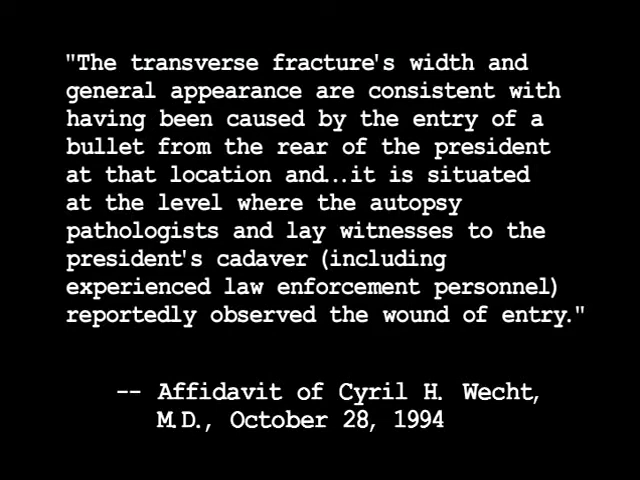 "The transverse fracture's width and
general appearance are consistent with
having been caused by the entry of a
bullet from the rear of the president
at that location and...it is situated
at the level where the autopsy
pathologists and lay witnesses to the
president's cadaver (including
experienced law enforcement personnel)
reportedly observed the wound of entry."
-- Affidavit of Cyril H. Wecht,
M.D., October 28, 1994